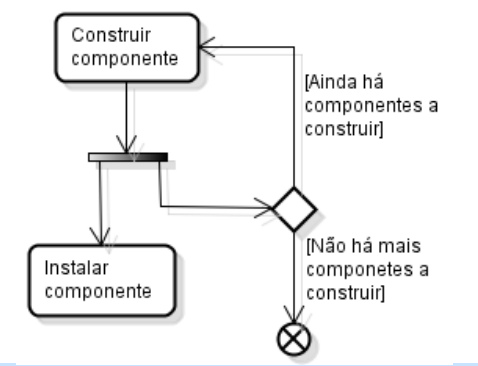 Construir
componente
[Ainda há
componentes a
construir]
Instalar
componente
[Não há mais
componetes a
construir]